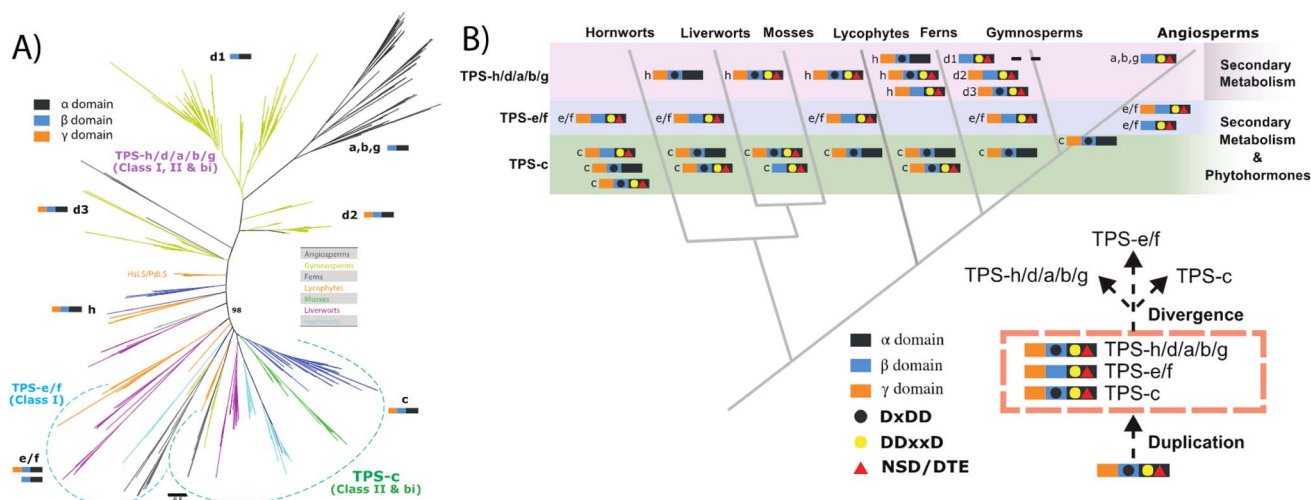 A)
α domain
β domain
γ domain
d1
a,b,g
TPS-h/d/a/b/g
(Class I, II & bi)
d3
d2
HsLS/PdLS
Angiosperms
Gymnosperms
Ferns
Lycophytes
Mosses
Liverworts
Hornworts
h
98
TPS-e/f
(Class I)
c
e/f
TPS-c
(Class II & bi)
B)
Hornworts Liverworts Mosses Lycophytes Ferns Gymnosperms Angiosperms
TPS-h/d/a/b/g
h h h h d1 a,b,g
h d2
h d3
Secondary
Metabolism
TPS-e/f
e/f e/f e/f e/f e/f
e/f
TPS-c
c c c c c c c
c c c c
c
Secondary
Metabolism
&
Phytohormones
TPS-e/f
TPS-h/d/a/b/g TPS-c
Divergence
TPS-h/d/a/b/g
TPS-e/f
TPS-c
Duplication
α domain
β domain
γ domain
DxDD
DDxxD
NSD/DTE